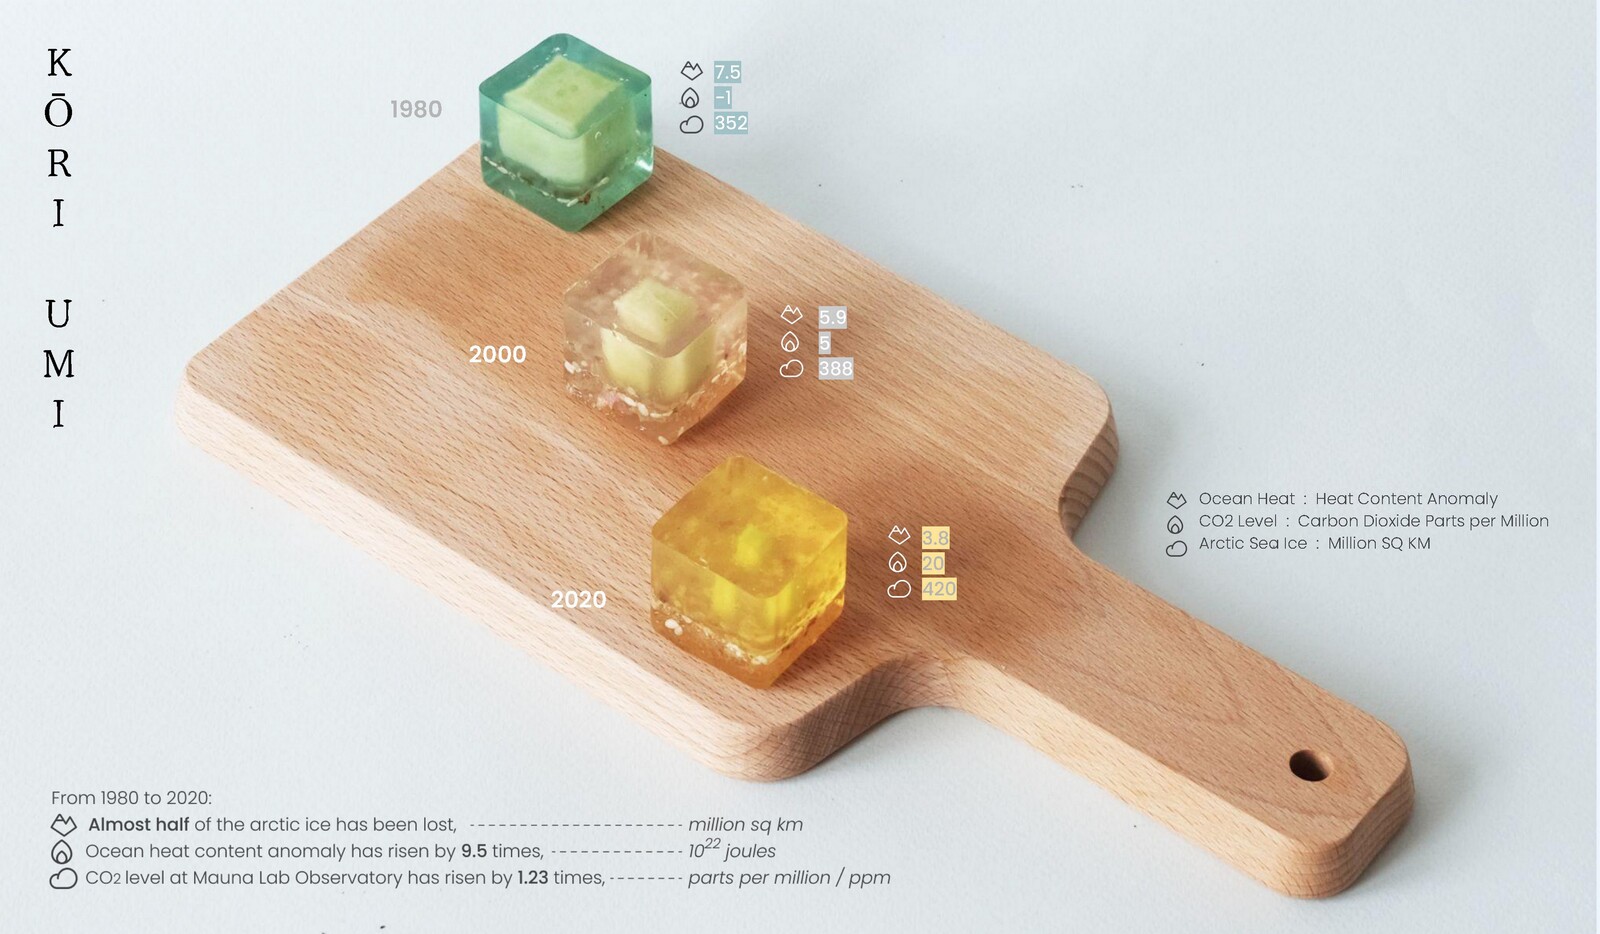 KŌRI UMI
1980
7.5
-1
352
2000
5.9
5
388
2020
3.8
20
420
Ocean Heat : Heat Content Anomaly
CO2 Level : Carbon Dioxide Parts per Million
Arctic Sea Ice : Million SQ KM
From 1980 to 2020:
Almost half of the arctic ice has been lost, million sq km
Ocean heat content anomaly has risen by 9.5 times, 10²² joules
CO2 level at Mauna Lab Observatory has risen by 1.23 times, parts per million / ppm